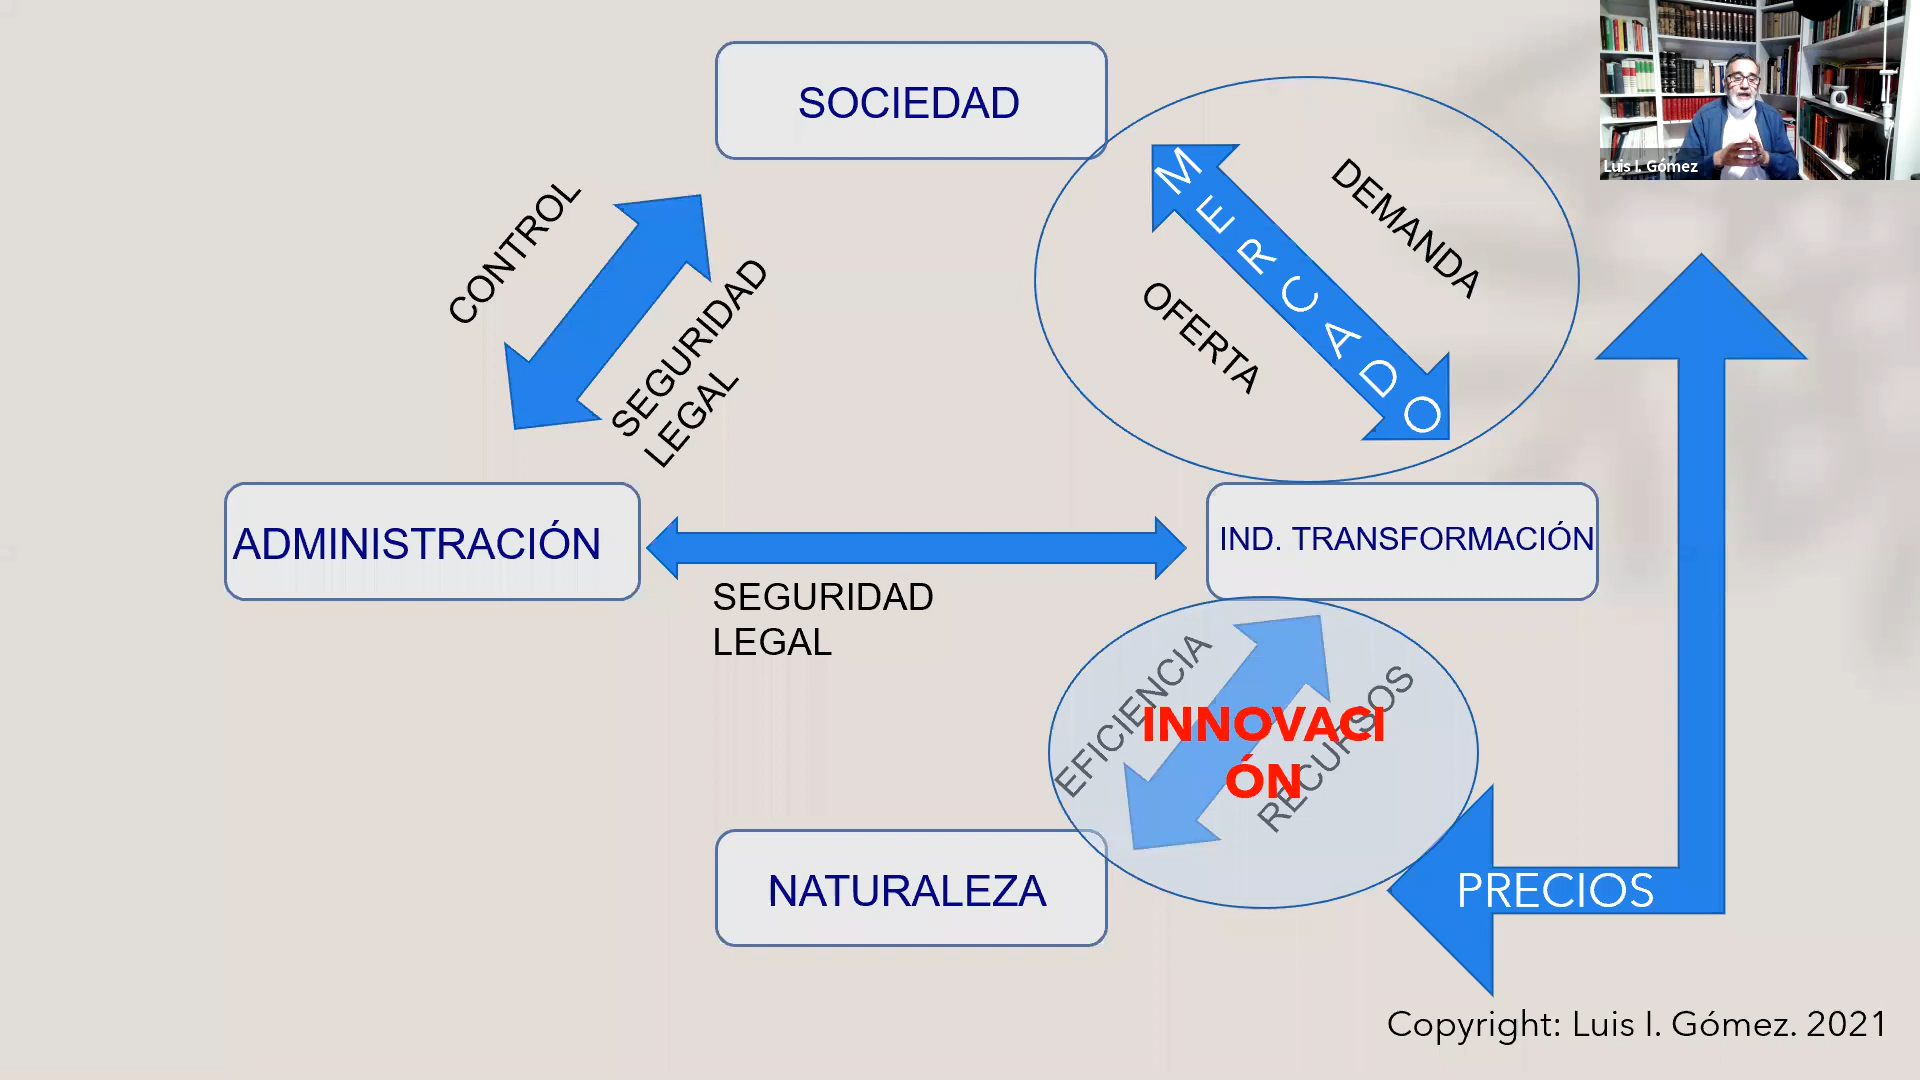 SOCIEDAD
Luis I. Gómez
CONTROL
SEGURIDAD
LEGAL
MERCADO
DEMANDA
OFERTA
ADMINISTRACIÓN
IND. TRANSFORMACIÓN
SEGURIDAD
LEGAL
EFICIENCIA
RECURSOS
INNOVACI
ÓN
NATURALEZA
PRECIOS
Copyright: Luis I. Gómez. 2021